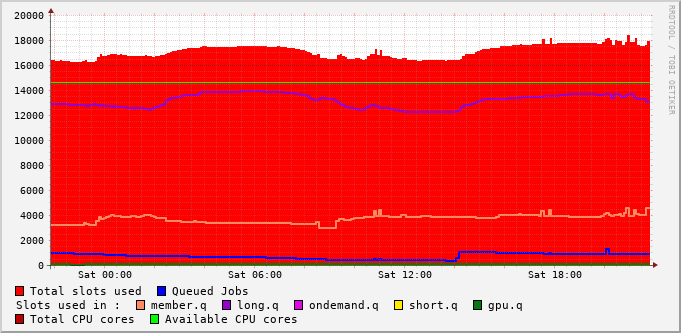 20000
18000
16000
14000
12000
10000
8000
6000
4000
2000
0
Sat 00:00 Sat 06:00 Sat 12:00 Sat 18:00
RRDTOOL / TOBI OETIKER
Total slots used Queued Jobs
Slots used in : member.q long.q ondemand.q short.q gpu.q
Total CPU cores Available CPU cores